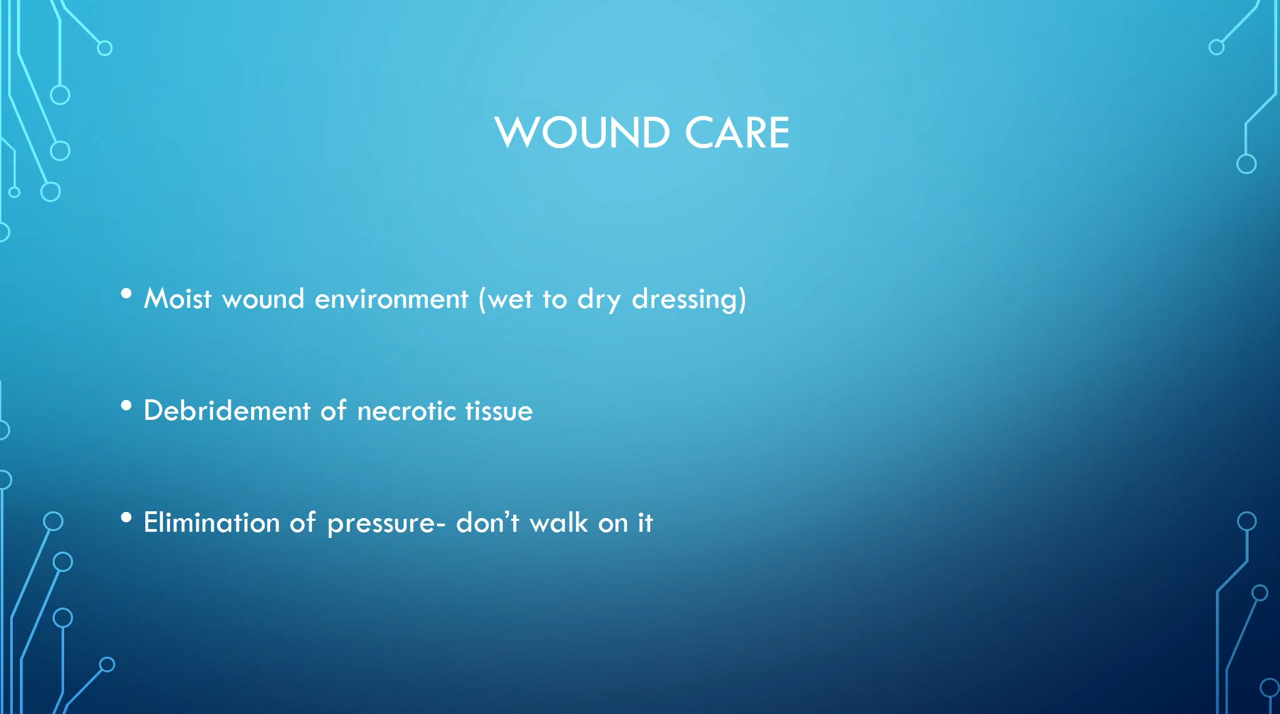 WOUND CARE
• Moist wound environment (wet to dry dressing)
• Debridement of necrotic tissue
• Elimination of pressure- don't walk on it